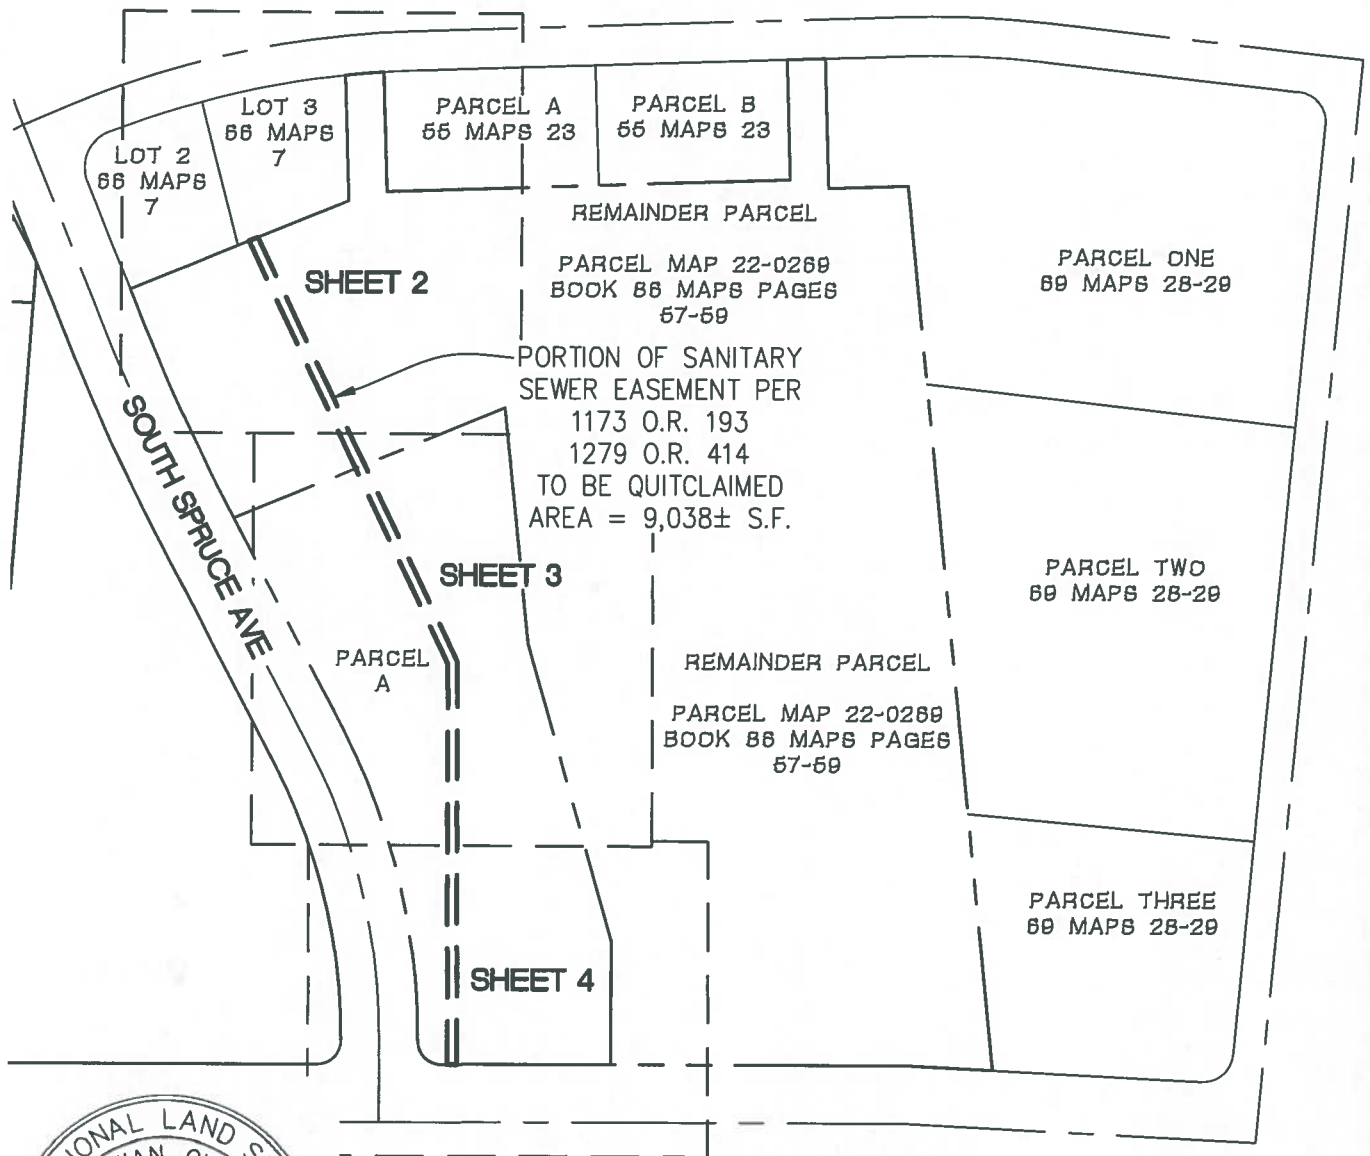 LOT 3
66 MAPS
7
PARCEL A
55 MAPS 23
PARCEL B
55 MAPS 23
LOT 2
66 MAPS
7
REMAINDER PARCEL
PARCEL MAP 22-0269
BOOK 86 MAPS PAGES
57-59
PARCEL ONE
69 MAPS 28-29
SHEET 2
PORTION OF SANITARY
SEWER EASEMENT PER
1173 O.R. 193
1279 O.R. 414
TO BE QUITCLAIMED
AREA = 9,038± S.F.
SOUTH SPRUCE AVE
SHEET 3
PARCEL TWO
69 MAPS 28-29
PARCEL
A
REMAINDER PARCEL
PARCEL MAP 22-0269
BOOK 86 MAPS PAGES
57-59
PARCEL THREE
69 MAPS 28-29
SHEET 4
LAND